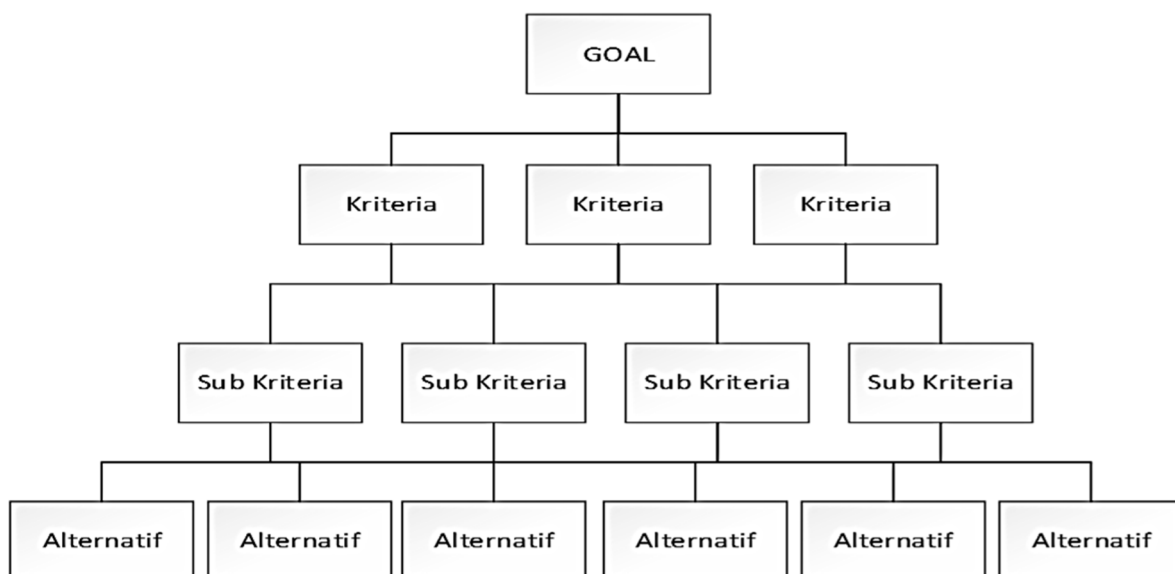 GOAL
Kriteria Kriteria Kriteria
Sub Kriteria Sub Kriteria Sub Kriteria Sub Kriteria
Alternatif Alternatif Alternatif Alternatif Alternatif Alternatif